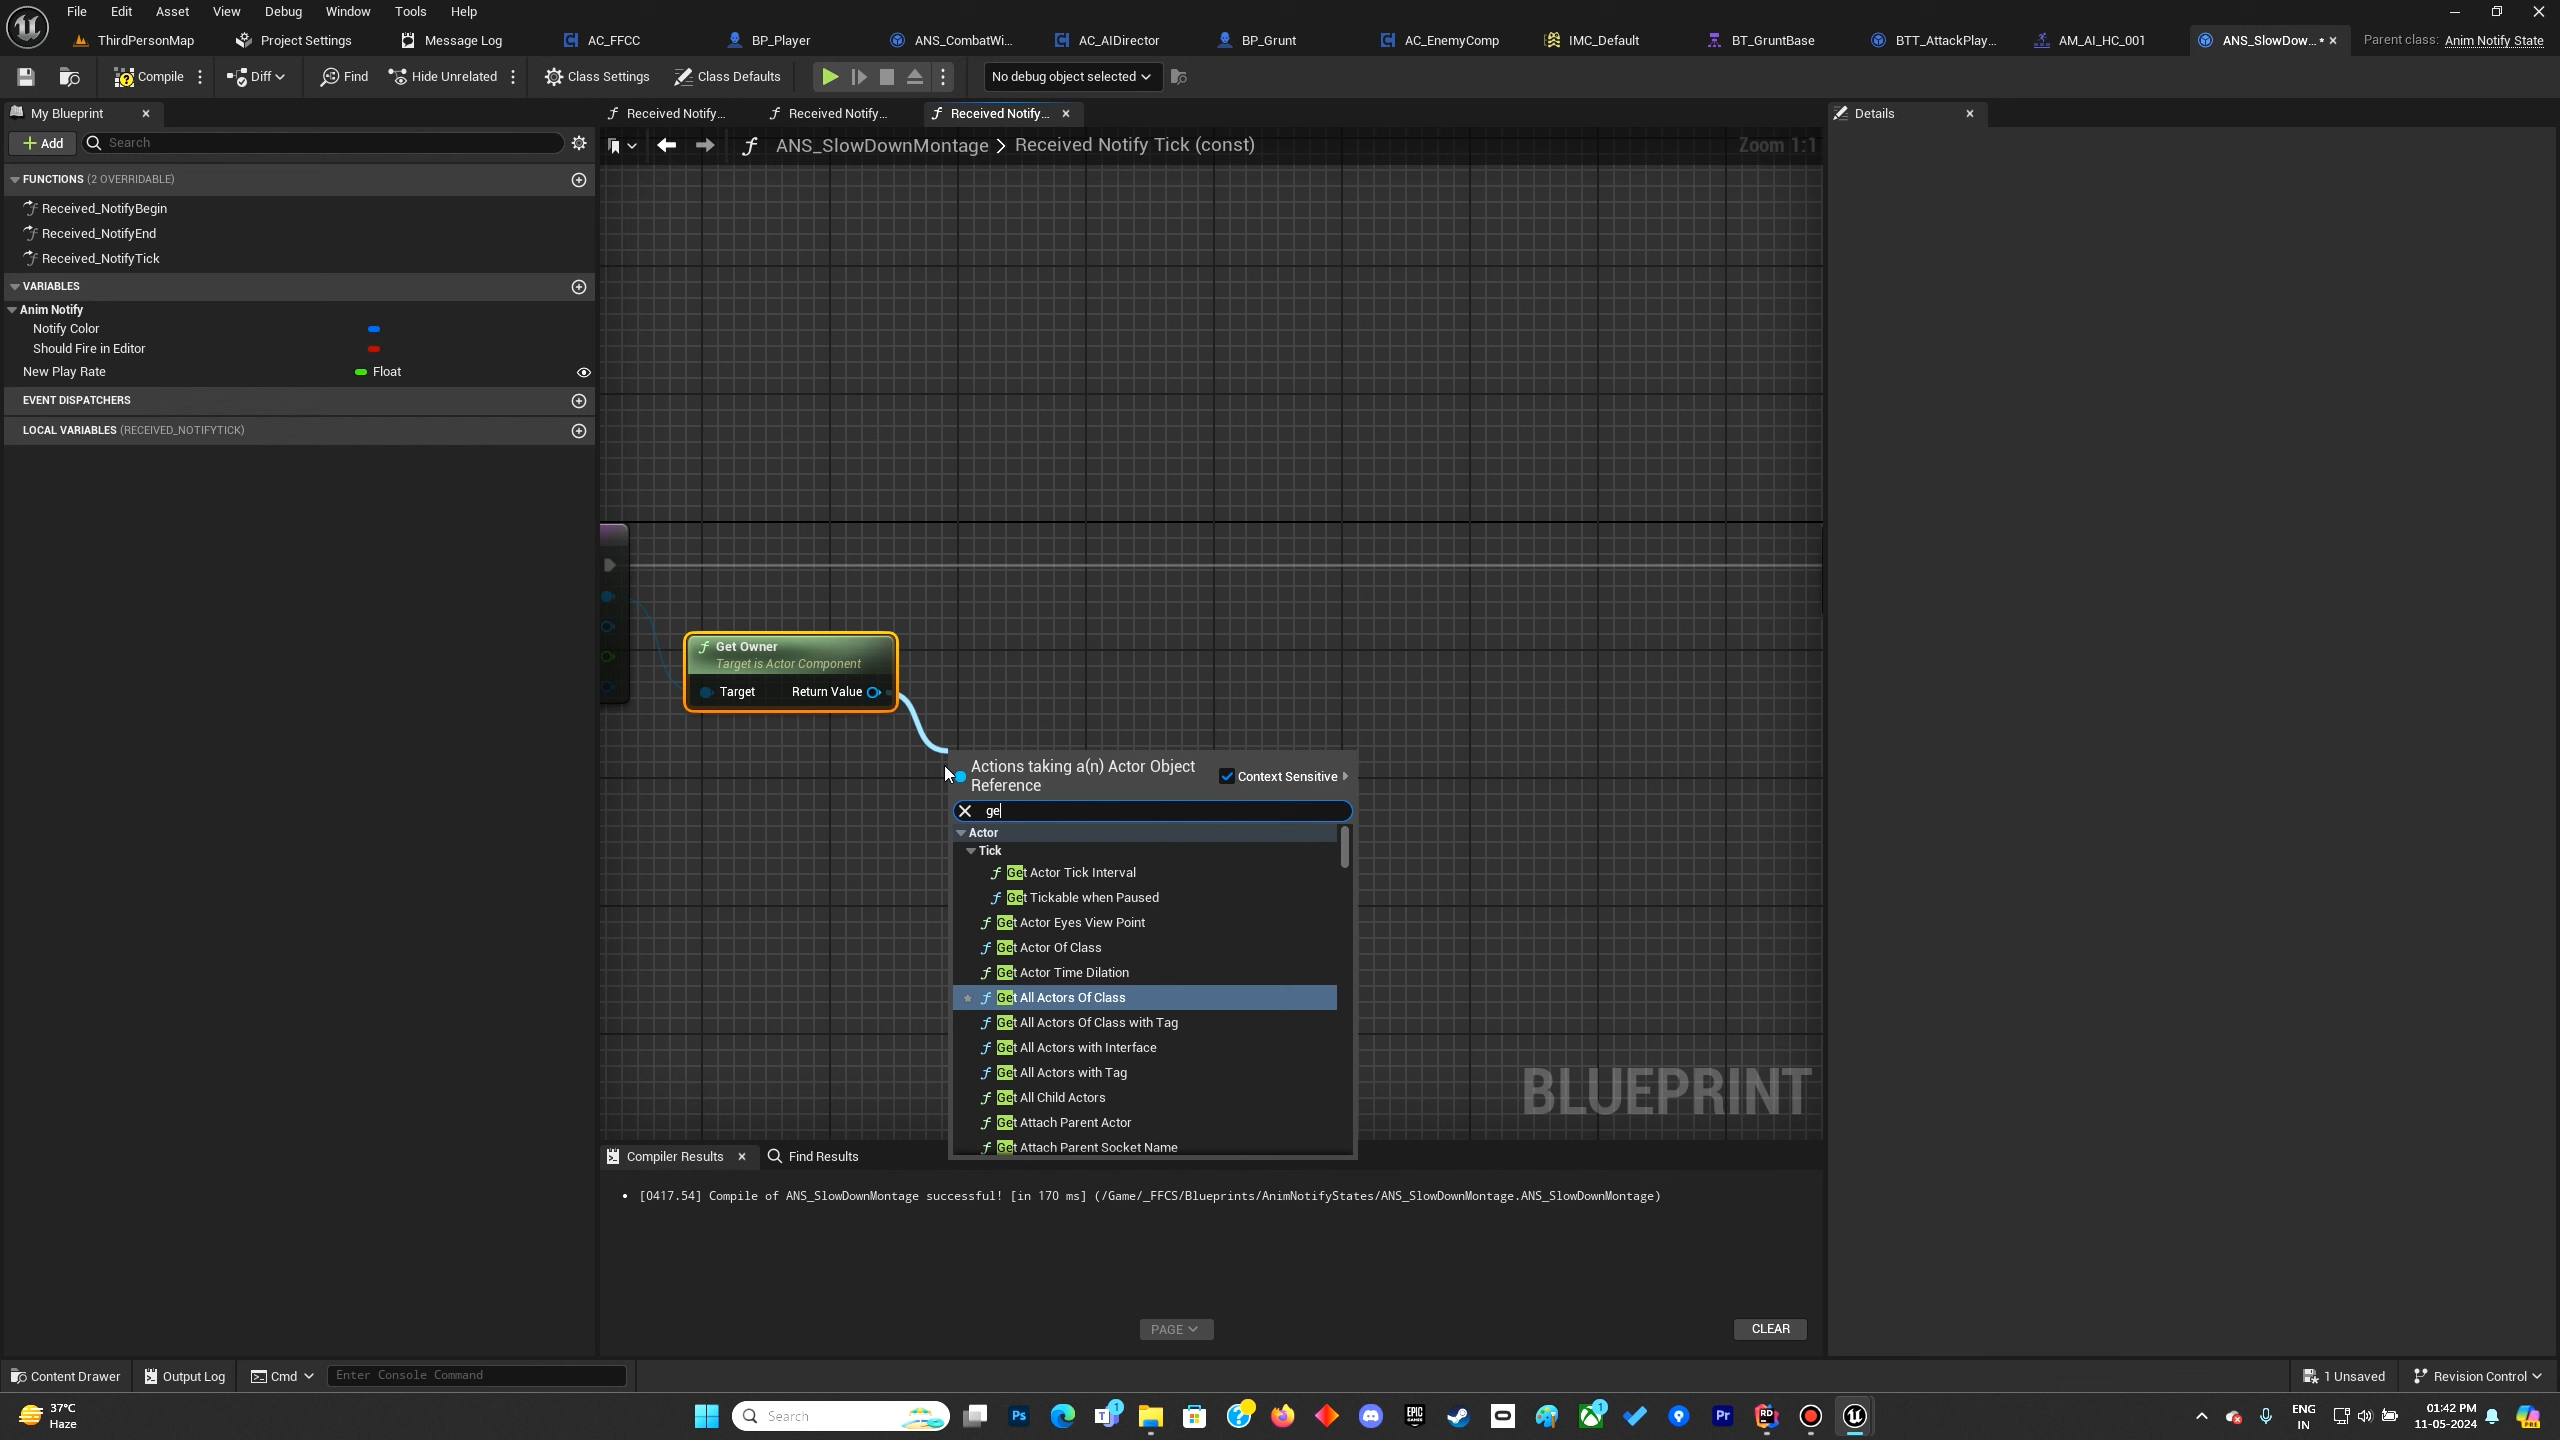 File Edit Asset View Debug Window Tools Help
ThirdPersonMap Project Settings Message Log AC_FFCC BP_Player ANS_CombatWi... AC_AIDirector BP_Grunt AC_EnemyComp IMC_Default BT_GruntBase BTT_AttackPlay... AM_AI_HC_001 ANS_SlowDow...• Parent class: Anim Notify State
Compile Diff Find Hide Unrelated Class Settings Class Defaults No debug object selected
My Blueprint Received Notify... Received Notify... Received Notify... Details
Add Search ANS_SlowDownMontage > Received Notify Tick (const) Zoom 1:1
FUNCTIONS (2 OVERRIDABLE)
Received_NotifyBegin
Received_NotifyEnd
Received_NotifyTick
VARIABLES
Anim Notify
Notify Color
Should Fire in Editor
New Play Rate Float
EVENT DISPATCHERS
LOCAL VARIABLES (RECEIVED_NOTIFYTICK)
Get Owner
Target is Actor Component
Target Return Value
Actions taking a(n) Actor Object
Reference
Context Sensitive
ge
Actor
Tick
Get Actor Tick Interval
Get Tickable when Paused
Get Actor Eyes View Point
Get Actor Of Class
Get Actor Time Dilation
Get All Actors Of Class
Get All Actors Of Class with Tag
Get All Actors with Interface
Get All Actors with Tag
Get All Child Actors
Get Attach Parent Actor
Get Attach Parent Socket Name
BLUEPRINT
Compiler Results Find Results
• [0417.54] Compile of ANS_SlowDownMontage successful! [in 170 ms] (/Game/_FFCS/Blueprints/AnimNotifyStates/ANS_SlowDownMontage.ANS_SlowDownMontage)
PAGE CLEAR
Content Drawer Output Log Cmd Enter Console Command 1 Unsaved Revision Control
37°C
Haze
Search
Ps
1
EPIC
GAMES
1
Pr
RD
ENG
IN
01:42 PM
11-05-2024
PRE